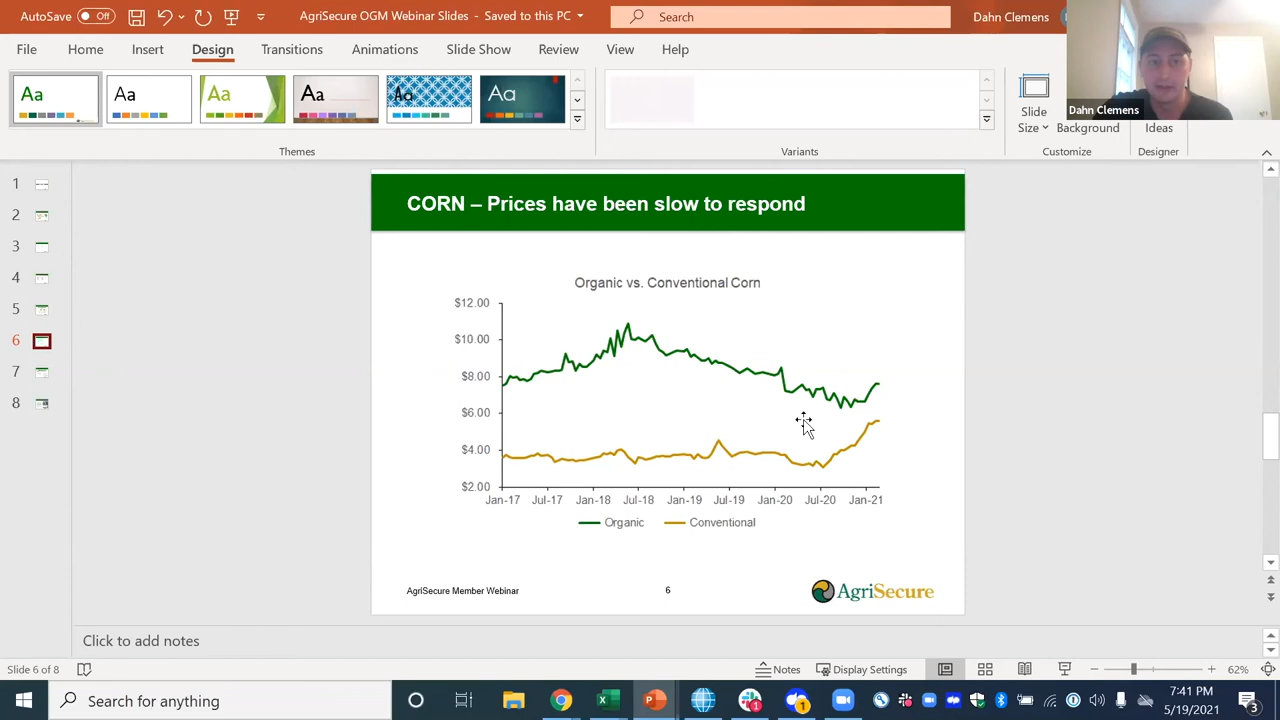 AutoSave Off AgriSecure OGM Webinar Slides - Saved to this PC Search Dahn Clemens
File Home Insert Design Transitions Animations Slide Show Review View Help
Aa Aa Aa Aa Aa Aa
Dahn Clemens
Slide
Size Background Ideas
Themes Variants Customize Designer
1
2
3
4
5
6
8
CORN – Prices have been slow to respond
Organic vs. Conventional Corn
$12.00
$10.00
$8.00
$6.00
$4.00
$2.00
Jan-17 Jul-17 Jan-18 Jul-18 Jan-19 Jul-19 Jan-20 Jul-20 Jan-21
Organic Conventional
AgriSecure Member Webinar 6 AgriSecure
Click to add notes
Slide 6 of 8 Notes Display Settings 62%
Search for anything 7:41 PM
5/19/2021
1 1 3